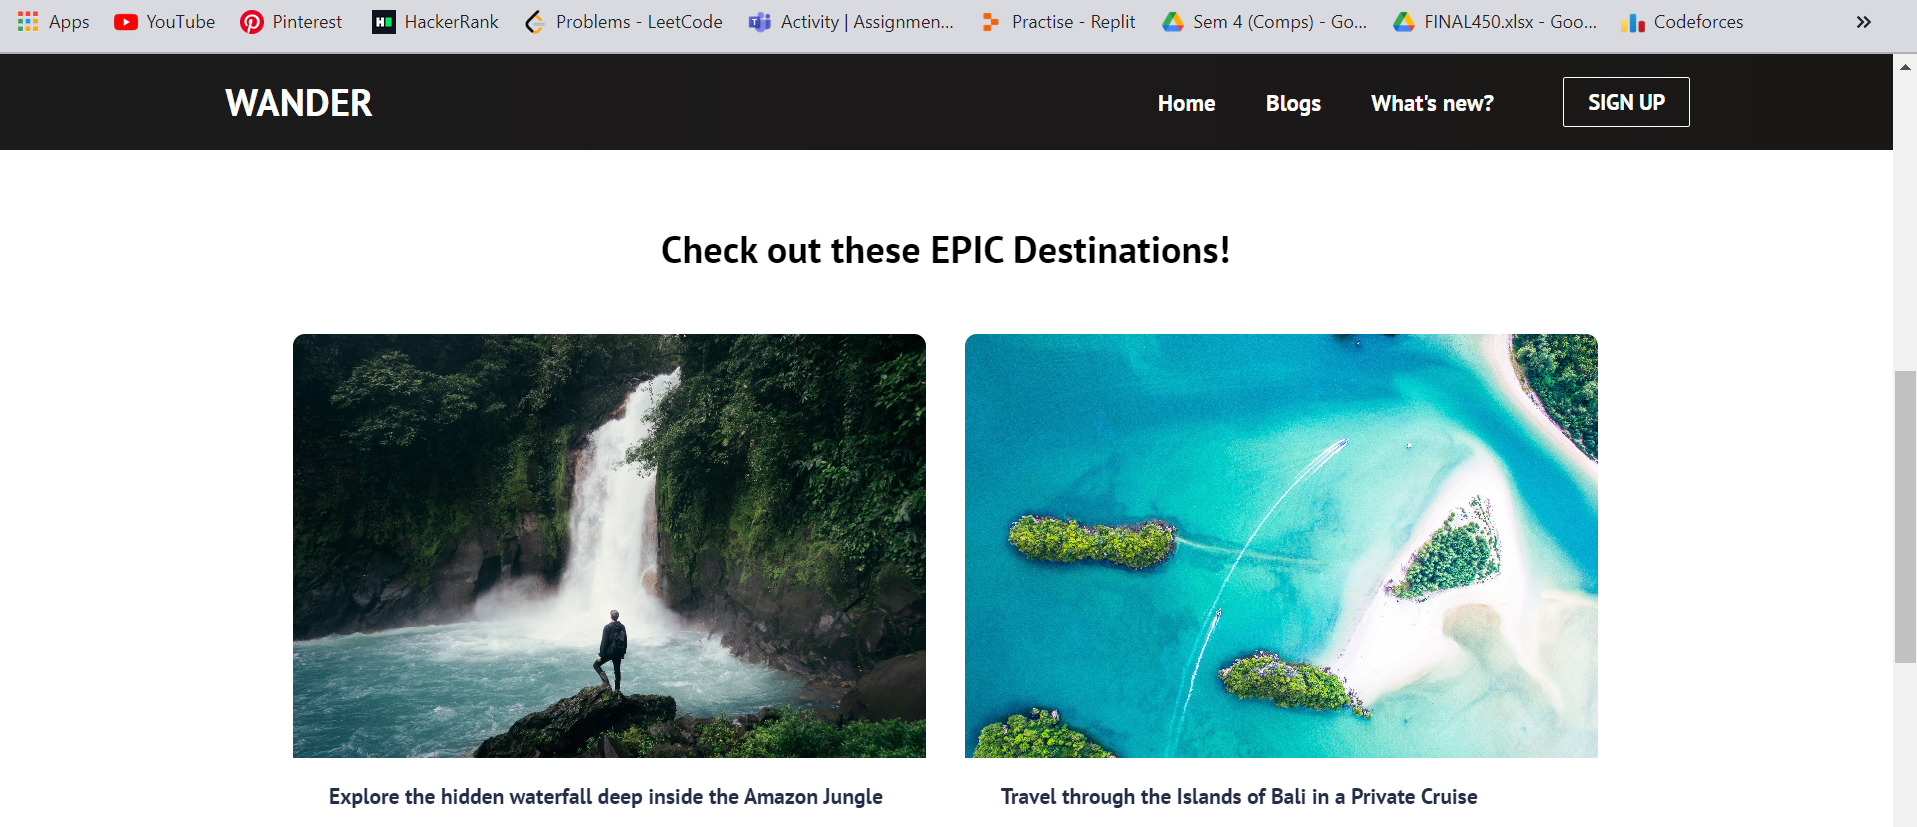 Apps YouTube Pinterest HackerRank Problems - LeetCode Activity | Assignmen... Practise - Replit Sem 4 (Comps) - Go... FINAL450.xlsx - Goo... Codeforces »
WANDER Home Blogs What's new? SIGN UP
Check out these EPIC Destinations!
Explore the hidden waterfall deep inside the Amazon Jungle
Travel through the Islands of Bali in a Private Cruise